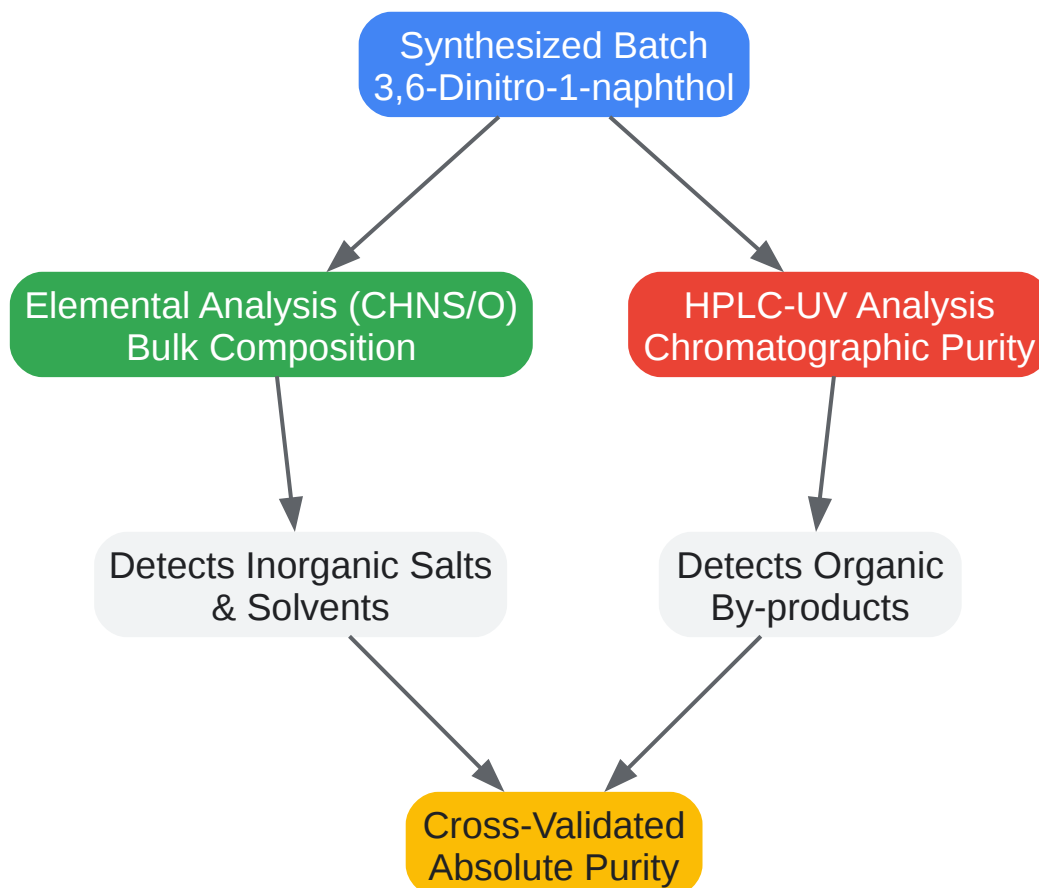 Synthesized Batch
3,6-Dinitro-1-naphthol
Elemental Analysis (CHNS/O)
Bulk Composition
HPLC-UV Analysis
Chromatographic Purity
Detects Inorganic Salts
& Solvents
Detects Organic
By-products
Cross-Validated
Absolute Purity